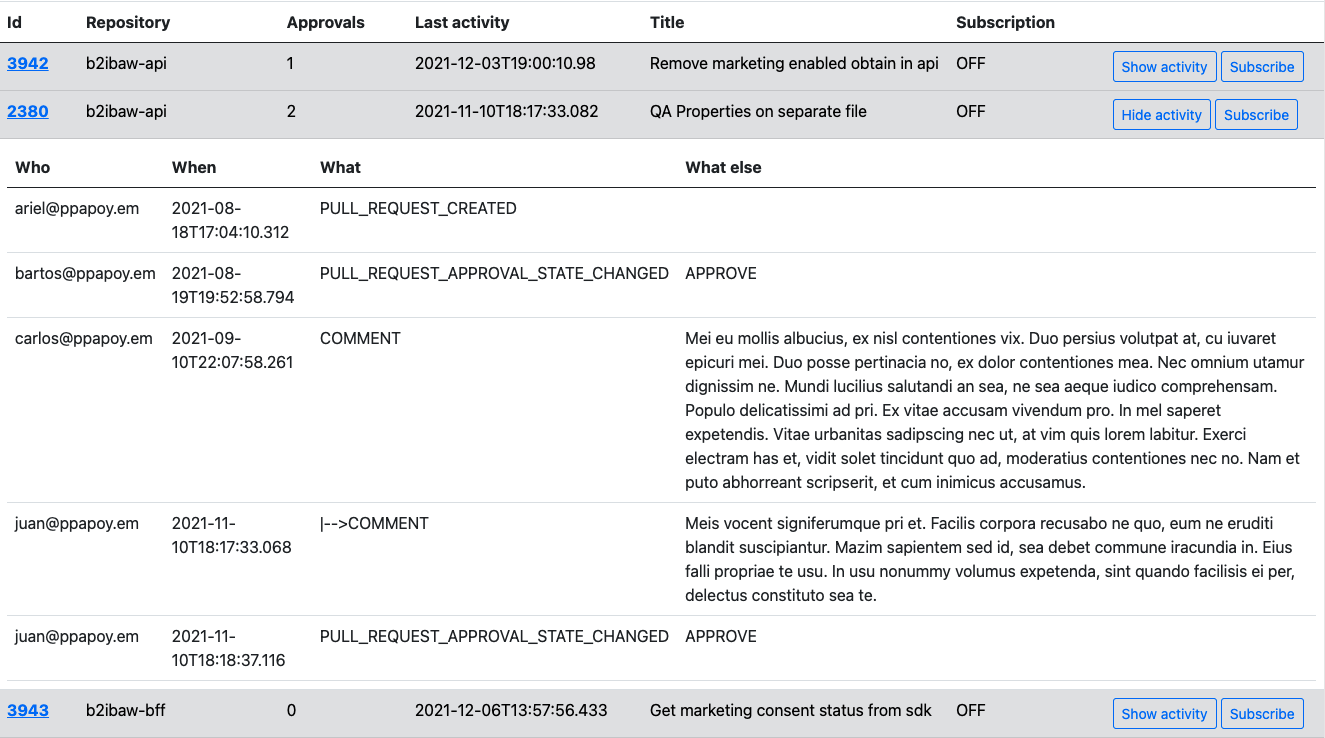 Id Repository Approvals Last activity Title Subscription
3942 b2ibaw-api 1 2021-12-03T19:00:10.98 Remove marketing enabled obtain in api OFF Show activity Subscribe
2380 b2ibaw-api 2 2021-11-10T18:17:33.082 QA Properties on separate file OFF Hide activity Subscribe
Who When What What else
ariel@ppapoy.em 2021-08- PULL_REQUEST_CREATED
18T17:04:10.312
bartos@ppapoy.em 2021-08- PULL_REQUEST_APPROVAL_STATE_CHANGED APPROVE
19T19:52:58.794
carlos@ppapoy.em 2021-09- COMMENT Mei eu mollis albucius, ex nisl contentiones vix. Duo persius volutpat at, cu iuvaret
10T22:07:58.261 epicuri mei. Duo posse pertinacia no, ex dolor contentiones mea. Nec omnium utamur
dignissim ne. Mundi lucilius salutandi an sea, ne sea aeque iudico comprehensam.
Populo delicatissimi ad pri. Ex vitae accusam vivendum pro. In mel saperet
expetendis. Vitae urbanitas sadipscing nec ut, at vim quis lorem labitur. Exerci
electram has et, vidit solet tincidunt quo ad, moderatius contentiones nec no. Nam et
puto abhorreant scripserit, et cum inimicus accusamus.
juan@ppapoy.em 2021-11- |-->COMMENT Meis vocent signiferumque pri et. Facilis corpora recusabo ne quo, eum ne eruditi
10T18:17:33.068 blandit suscipiantur. Mazim sapientem sed id, sea debet commune iracundia in. Eius
falli propriae te usu. In usu nonummy volumus expetenda, sint quando facilisis ei per,
delectus constituto sea te.
juan@ppapoy.em 2021-11- PULL_REQUEST_APPROVAL_STATE_CHANGED APPROVE
10T18:18:37.116
3943 b2ibaw-bff 0 2021-12-06T13:57:56.433 Get marketing consent status from sdk OFF Show activity Subscribe